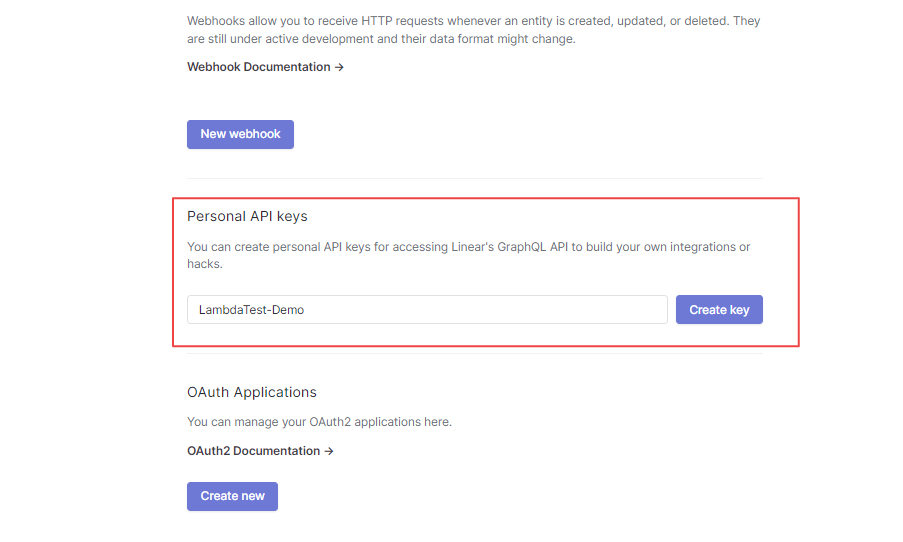 Webhooks allow you to receive HTTP requests whenever an entity is created, updated, or deleted. They
are still under active development and their data format might change.
Webhook Documentation →
New webhook
Personal API keys
You can create personal API keys for accessing Linear's GraphQL API to build your own integrations or
hacks.
LambdaTest-Demo
Create key
OAuth Applications
You can manage your OAuth2 applications here.
OAuth2 Documentation →
Create new